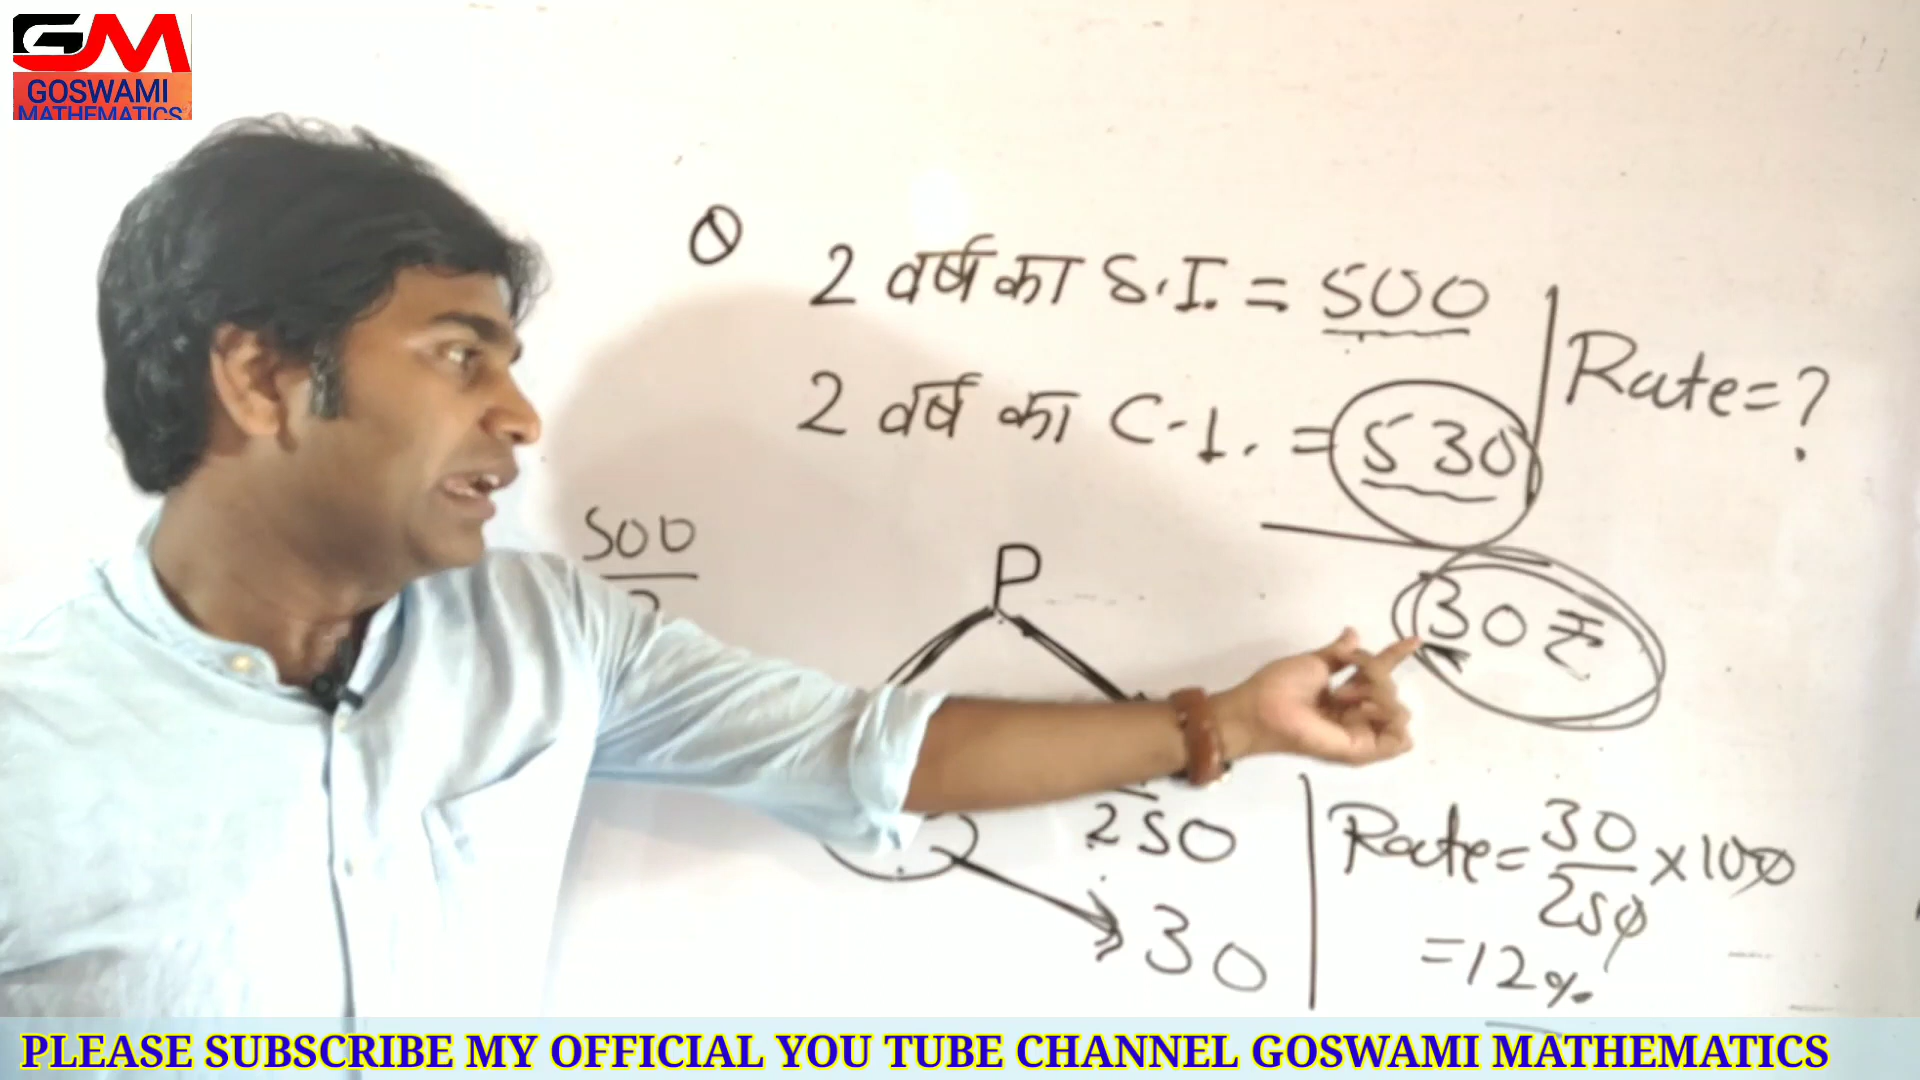 GM
GOSWAMI
MATHEMATICS
2 वर्ष का S.I. = 500
2 वर्ष का C.I. = 530
Rate = ?
30 ₹
500
2
P
250
30
Rate = 30/250 × 100
= 12%
PLEASE SUBSCRIBE MY OFFICIAL YOU TUBE CHANNEL GOSWAMI MATHEMATICS